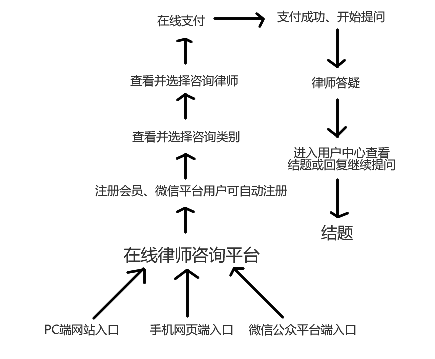 在线支付
支付成功、开始提问
查看并选择咨询律师
律师答疑
查看并选择咨询类别
进入用户中心查看
结题或回复继续提问
注册会员、微信平台用户可自动注册
结题
在线律师咨询平台
PC端网站入口
手机网页端入口
微信公众平台端入口